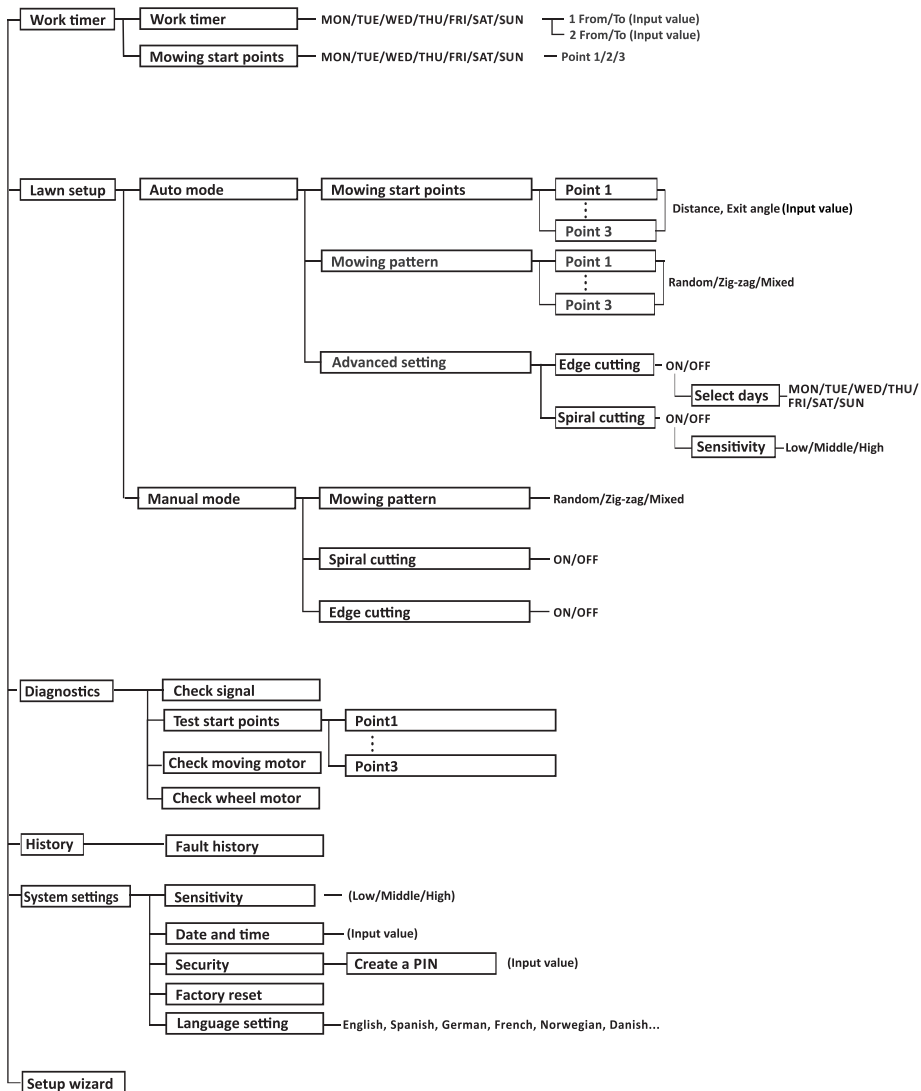 Work timer
Work timer
MON/TUE/WED/THU/FRI/SAT/SUN
1 From/To (Input value)
2 From/To (Input value)
Mowing start points
MON/TUE/WED/THU/FRI/SAT/SUN
Point 1/2/3
Lawn setup
Auto mode
Mowing start points
Point 1
Point 3
Distance, Exit angle (Input value)
Mowing pattern
Point 1
Point 3
Random/Zig-zag/Mixed
Advanced setting
Edge cutting
ON/OFF
Select days
MON/TUE/WED/THU/
FRI/SAT/SUN
Spiral cutting
ON/OFF
Sensitivity
Low/Middle/High
Manual mode
Mowing pattern
Random/Zig-zag/Mixed
Spiral cutting
ON/OFF
Edge cutting
ON/OFF
Diagnostics
Check signal
Test start points
Point1
Point3
Check moving motor
Check wheel motor
History
Fault history
System settings
Sensitivity
(Low/Middle/High)
Date and time
(Input value)
Security
Create a PIN
(Input value)
Factory reset
Language setting
English, Spanish, German, French, Norwegian, Danish...
Setup wizard